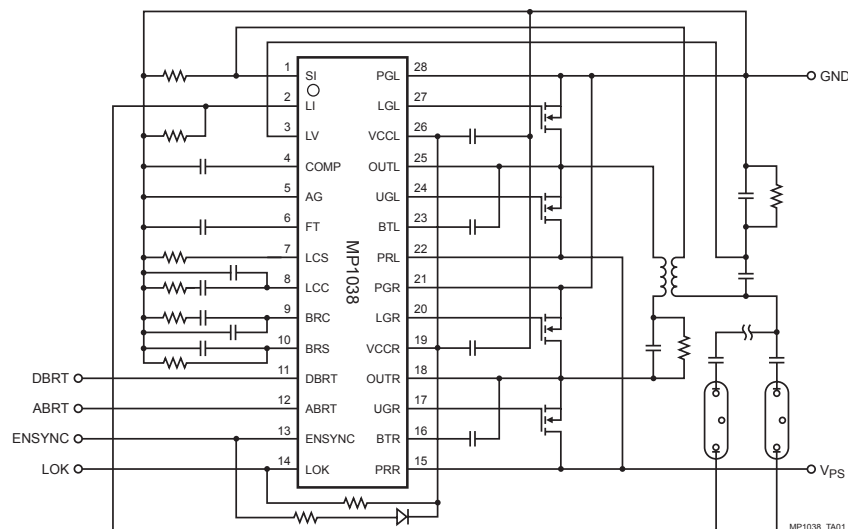 1 SI PGL 28
GND
2 LI LGL 27
3 LV VCCL 26
4 COMP OUTL 25
5 AG UGL 24
6 FT BTL 23
7 LCS PRL 22
MP1038
8 LCC PGR 21
9 BRC LGR 20
10 BRS VCCR 19
DBRT 11 DBRT OUTR 18
ABRT 12 ABRT UGR 17
ENSYNC 13 ENSYNC BTR 16
LOK 14 LOK PRR 15
VPS
MP1038_TA01